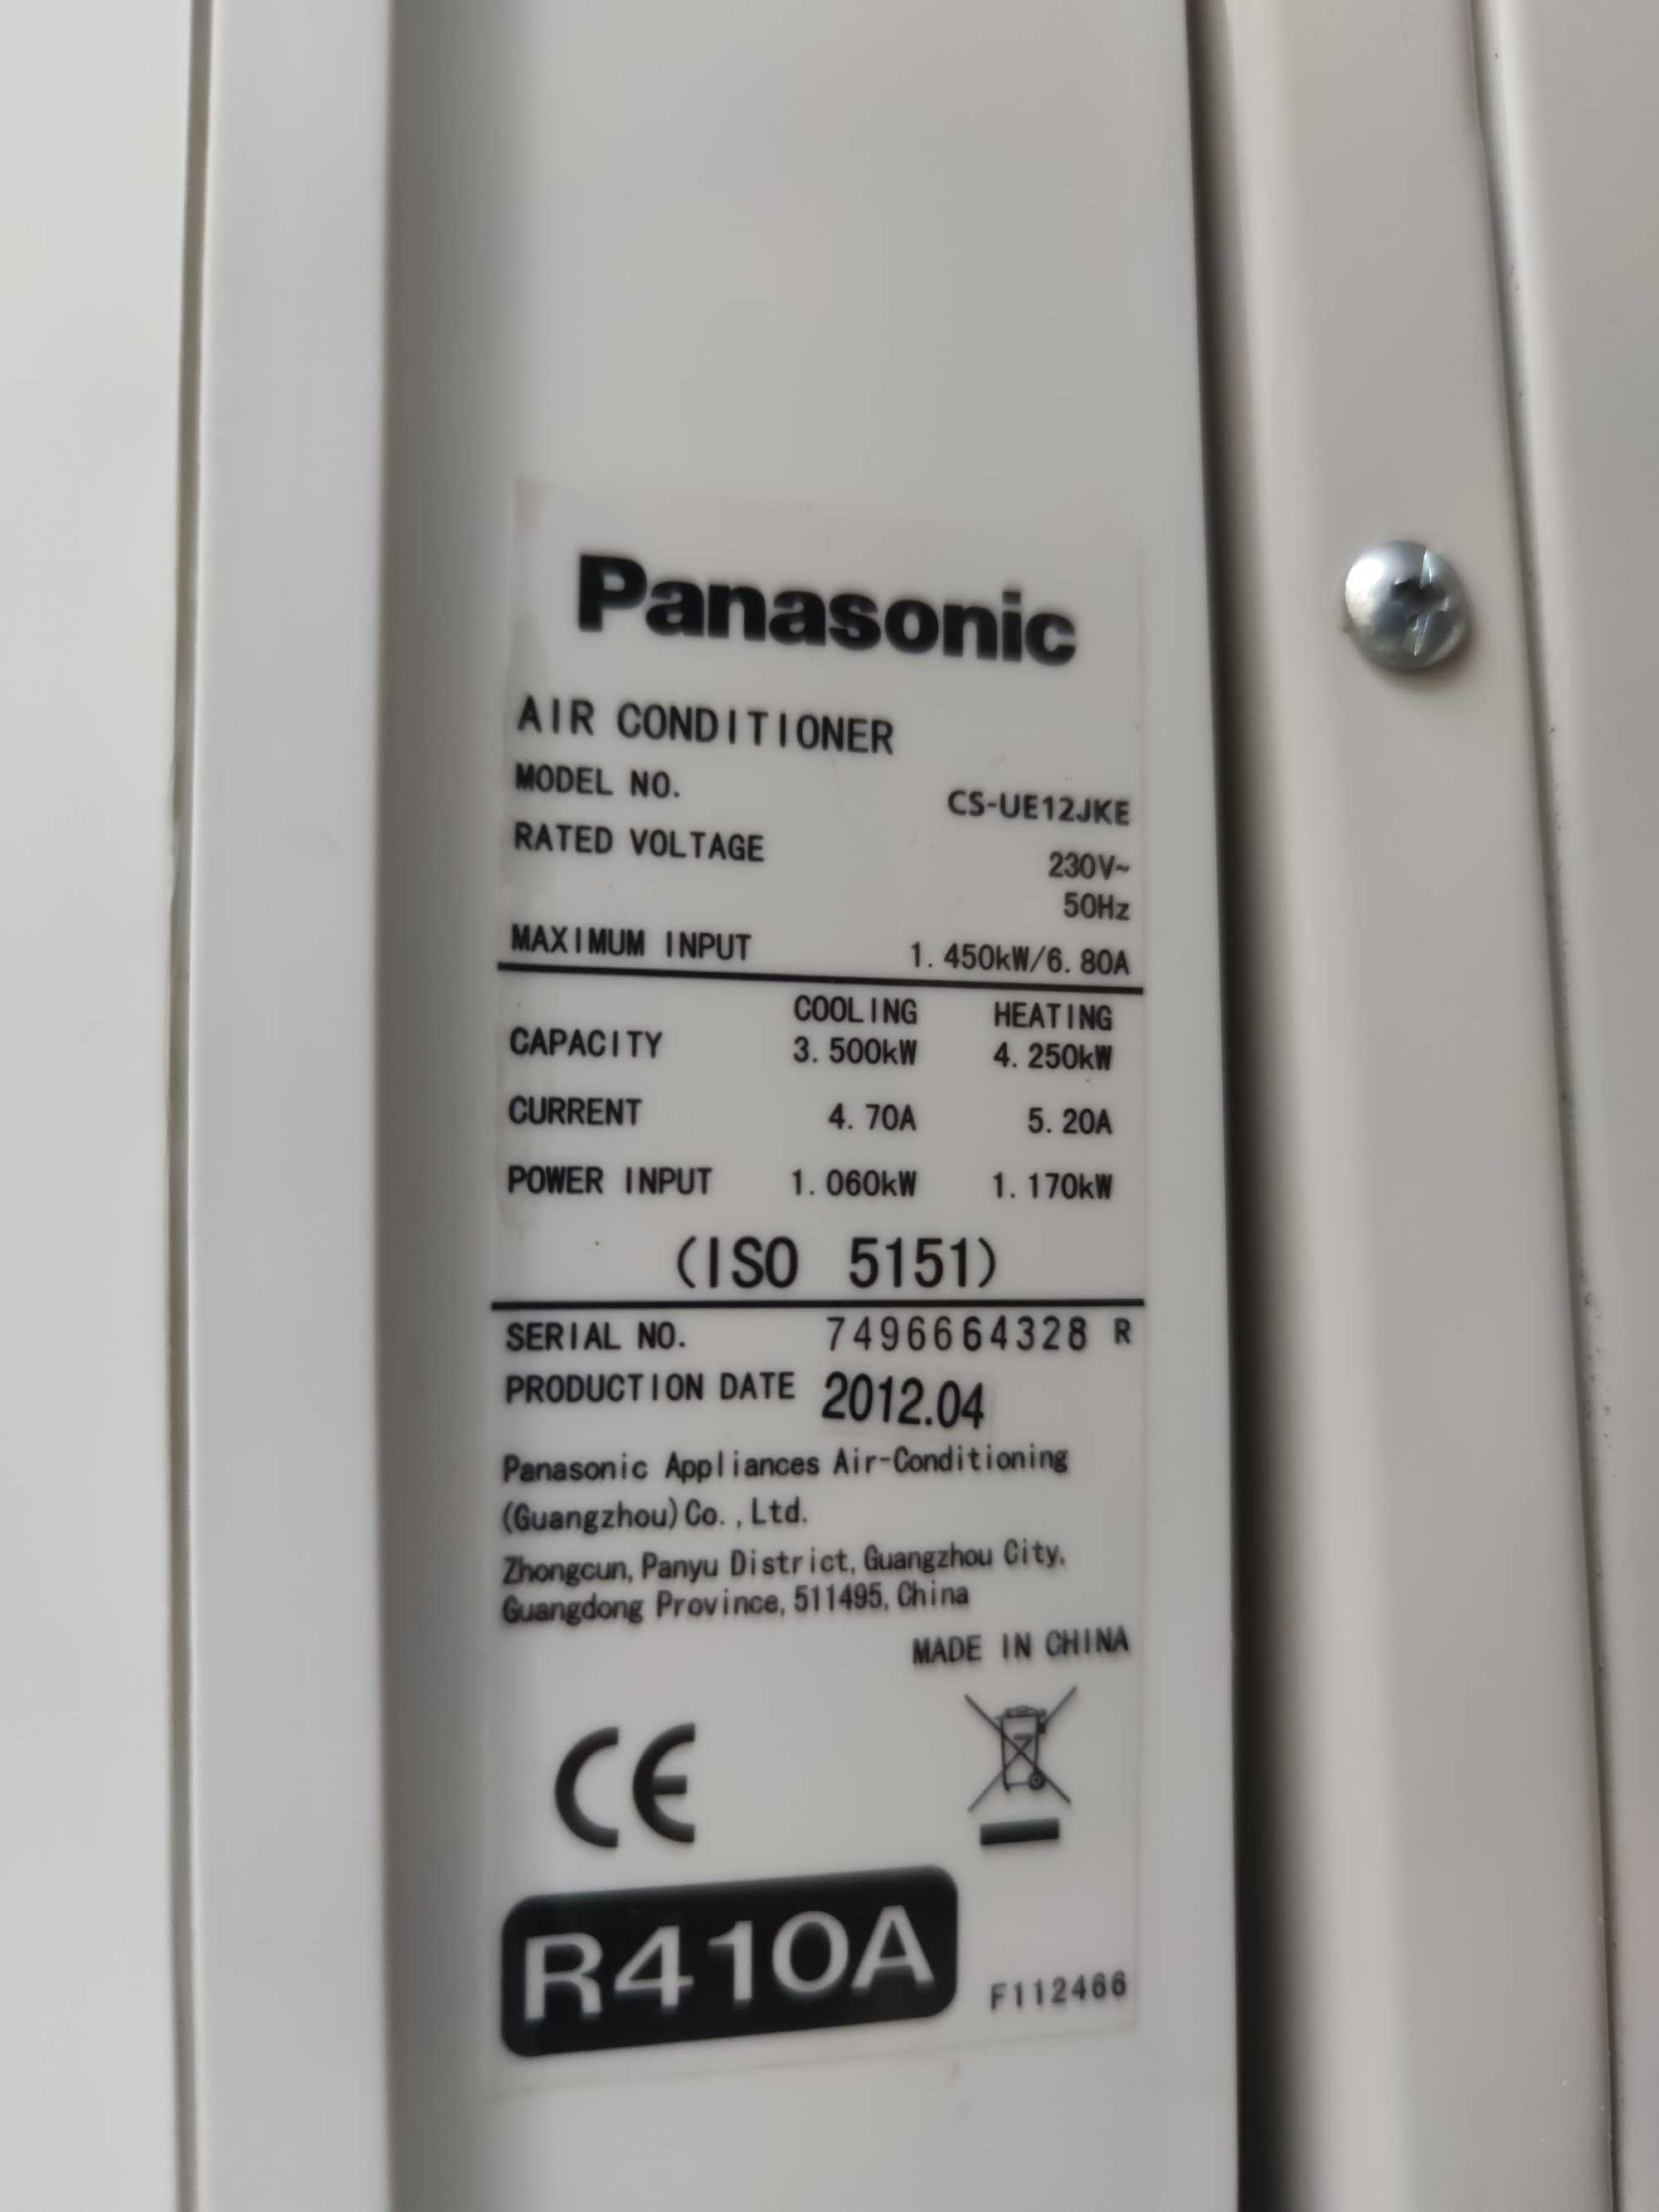 Panasonic
AIR CONDITIONER
MODEL NO. CS-UE12JKE
RATED VOLTAGE 230V~
50Hz
MAXIMUM INPUT 1.450kW/6.80A
COOLING HEATING
CAPACITY 3.500kW 4.250kW
CURRENT 4.70A 5.20A
POWER INPUT 1.060kW 1.170kW
(ISO 5151)
SERIAL NO. 7496664328 R
PRODUCTION DATE 2012.04
Panasonic Appliances Air-Conditioning
(Guangzhou)Co.,Ltd.
Zhongcun, Panyu District, Guangzhou City,
Guangdong Province, 511495, China
MADE IN CHINA
CE
R410A
F112466